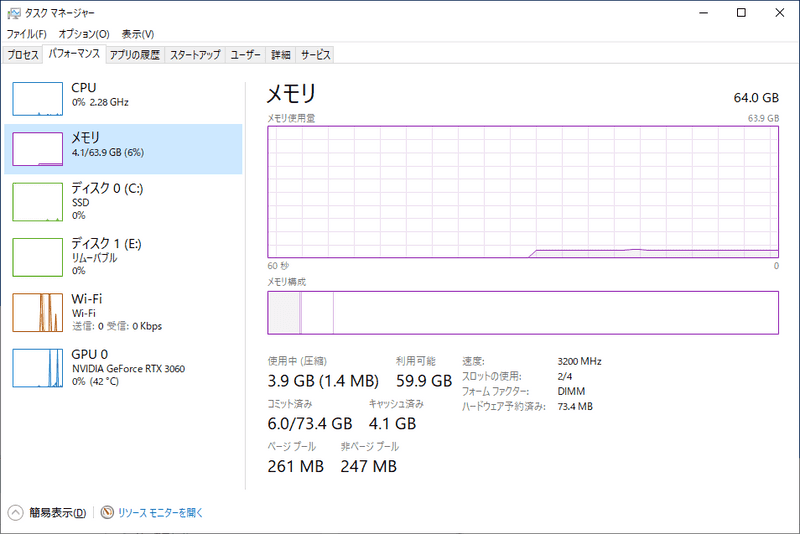 タスク マネージャー
ファイル(F) オプション(O) 表示(V)
プロセス パフォーマンス アプリの履歴 スタートアップ ユーザー 詳細 サービス
CPU
0% 2.28 GHz
メモリ
4.1/63.9 GB (6%)
ディスク 0 (C:)
SSD
0%
ディスク 1 (E:)
リムーバブル
0%
Wi-Fi
Wi-Fi
送信: 0 受信: 0 Kbps
GPU 0
NVIDIA GeForce RTX 3060
0% (42 °C)
メモリ
64.0 GB
メモリ使用量
63.9 GB
60 秒
0
メモリ構成
使用中 (圧縮)
3.9 GB (1.4 MB)
利用可能
59.9 GB
コミット済み
6.0/73.4 GB
キャッシュ済み
4.1 GB
ページ プール
261 MB
非ページ プール
247 MB
速度: 3200 MHz
スロットの使用: 2/4
フォーム ファクター: DIMM
ハードウェア予約済み: 73.4 MB
簡易表示(D)
リソース モニターを開く